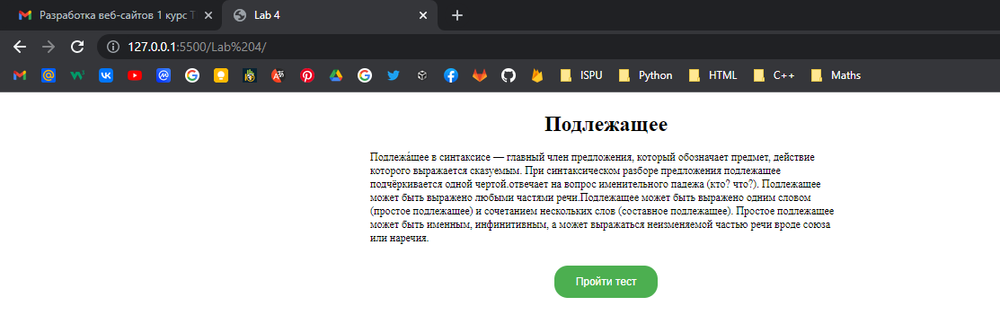 Разработка веб-сайтов 1 курс
Lab 4
127.0.0.1:5500/Lab%204/
ISPU
Python
HTML
C++
Maths
Подлежащее
Подлежа́щее в синтаксисе — главный член предложения, который обозначает предмет, действие
которого выражается сказуемым. При синтаксическом разборе предложения подлежащее
подчёркивается одной чертой.отвечает на вопрос именительного падежа (кто? что?). Подлежащее
может быть выражено любыми частями речи.Подлежащее может быть выражено одним словом
(простое подлежащее) и сочетанием нескольких слов (составное подлежащее). Простое подлежащее
может быть именным, инфинитивным, а может выражаться неизменяемой частью речи вроде союза
или наречия.
Пройти тест